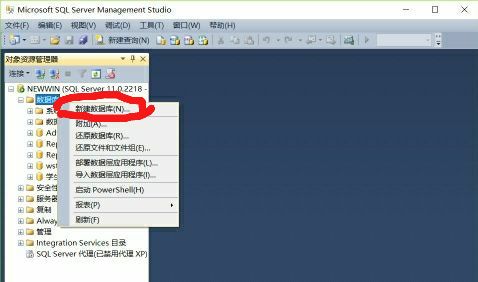 Microsoft SQL Server Management Studio
文件(F) 编辑(E) 视图(V) 调试(D) 工具(T) 窗口(W) 帮助(H)
新建查询(N)
对象资源管理器
连接
NEWWIN (SQL Server 11.0.2218 -
数据库
新建数据库(N)...
系
附加(A)...
数据
还原数据库(R)...
Ad
还原文件和文件组(E)...
Rep
Rep
部署数据层应用程序(L)...
wst
导入数据层应用程序(I)...
学生
启动 PowerShell(H)
安全性
报表(P)
服务器
刷新(F)
复制
Alway
管理
Integration Services 目录
SQL Server 代理(已禁用代理 XP)